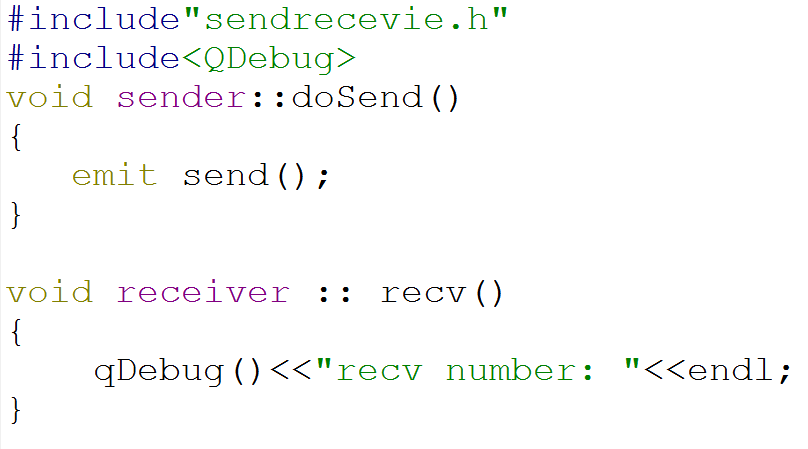 #include"sendrecevie.h"
#include<QDebug>
void sender::doSend()
{
   emit send();
}

void receiver :: recv()
{
    qDebug()<<"recv number: "<<endl;
}